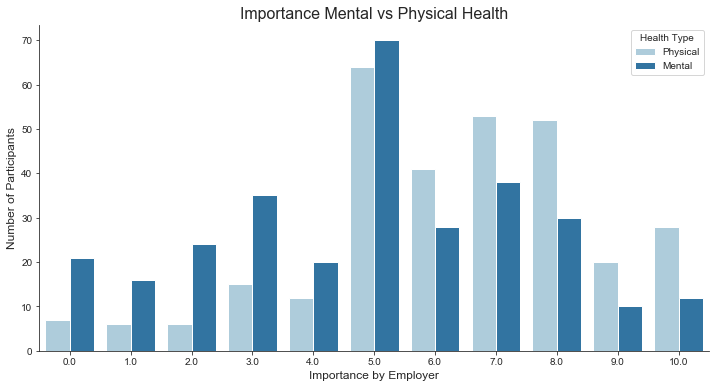 Importance Mental vs Physical Health
Health Type
Physical
Mental
Number of Participants
70
60
50
40
30
20
10
0
0.0 1.0 2.0 3.0 4.0 5.0 6.0 7.0 8.0 9.0 10.0
Importance by Employer